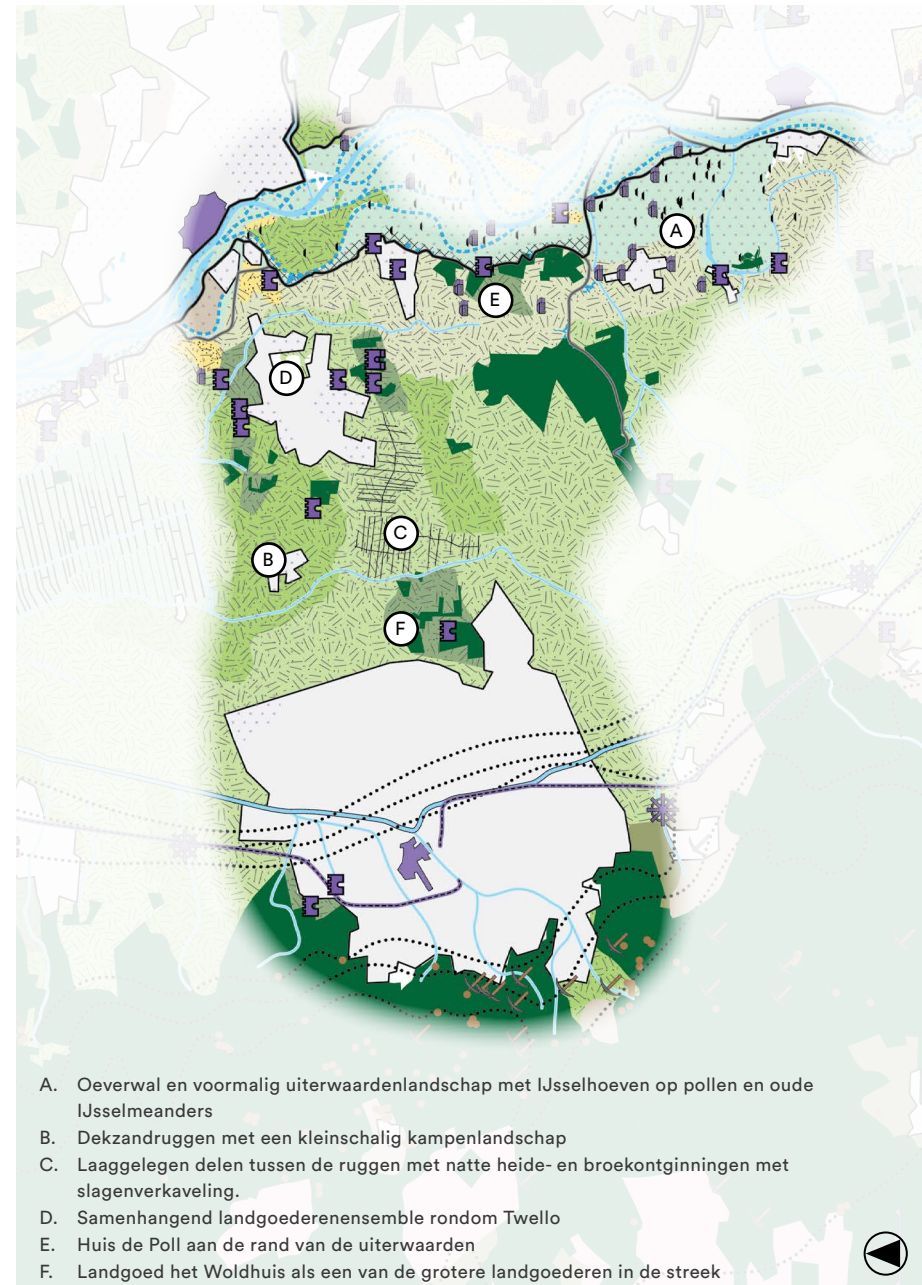 A
E
D
C
B
F
A. Oeverwal en voormalig uiterwaardenlandschap met IJsselhoeven op pollen en oude
IJsselmeanders
B. Dekzandruggen met een kleinschalig kampenlandschap
C. Laaggelegen delen tussen de ruggen met natte heide- en broekontginningen met
slagenverkaveling.
D. Samenhangend landgoederenensemble rondom Twello
E. Huis de Poll aan de rand van de uiterwaarden
F. Landgoed het Woldhuis als een van de grotere landgoederen in de streek